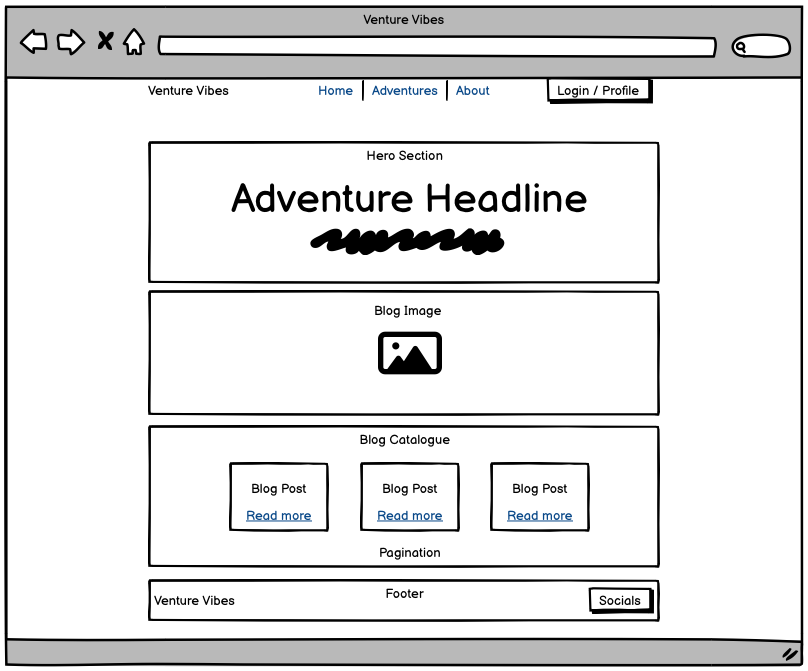 Venture Vibes
Venture Vibes Home Adventures About Login / Profile
Hero Section
Adventure Headline
Blog Image
Blog Catalogue
Blog Post Blog Post Blog Post
Read more Read more Read more
Pagination
Footer
Venture Vibes Socials